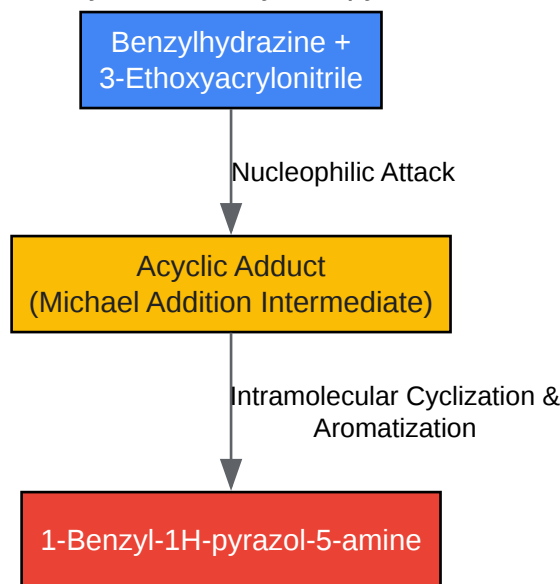 Benzylhydrazine +
3-Ethoxyacrylonitrile
Nucleophilic Attack
Acyclic Adduct
(Michael Addition Intermediate)
Intramolecular Cyclization &
Aromatization
1-Benzyl-1H-pyrazol-5-amine